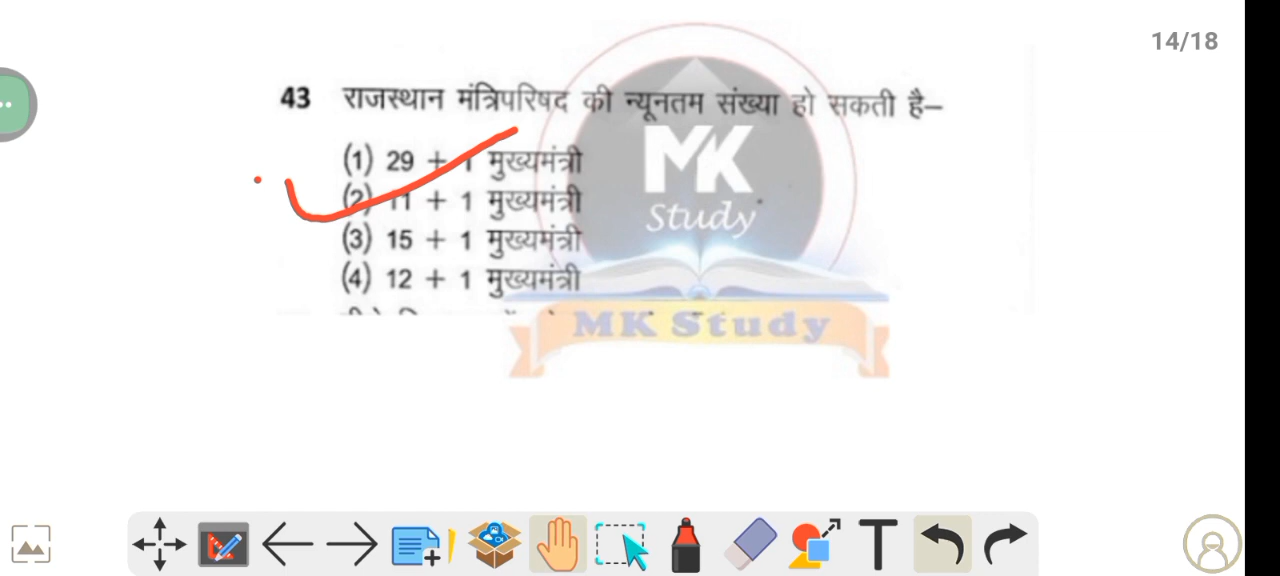 14/18
43 राजस्थान मंत्रिपरिषद की न्यूनतम संख्या हो सकती है–
(1) 29 + 1 मुख्यमंत्री
(2) 11 + 1 मुख्यमंत्री
(3) 15 + 1 मुख्यमंत्री
(4) 12 + 1 मुख्यमंत्री
MK
Study
MK Study
T